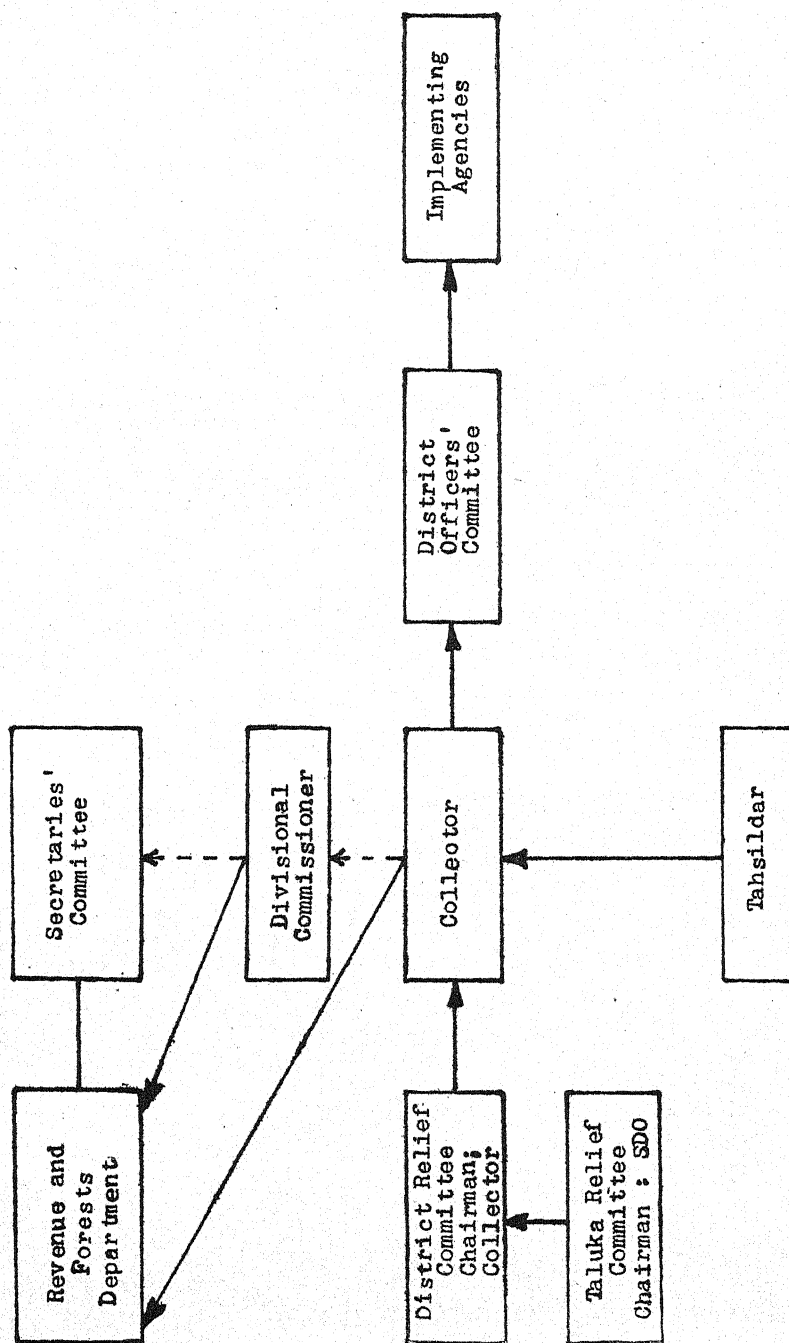 Revenue and
Forests
Department
Secretaries'
Committee
Divisional
Commissioner
District Relief
Committee
Chairman;
Collector
Collector
District
Officers'
Committee
Implementing
Agencies
Taluka Relief
Committee
Chairman : SDO
Tahsildar